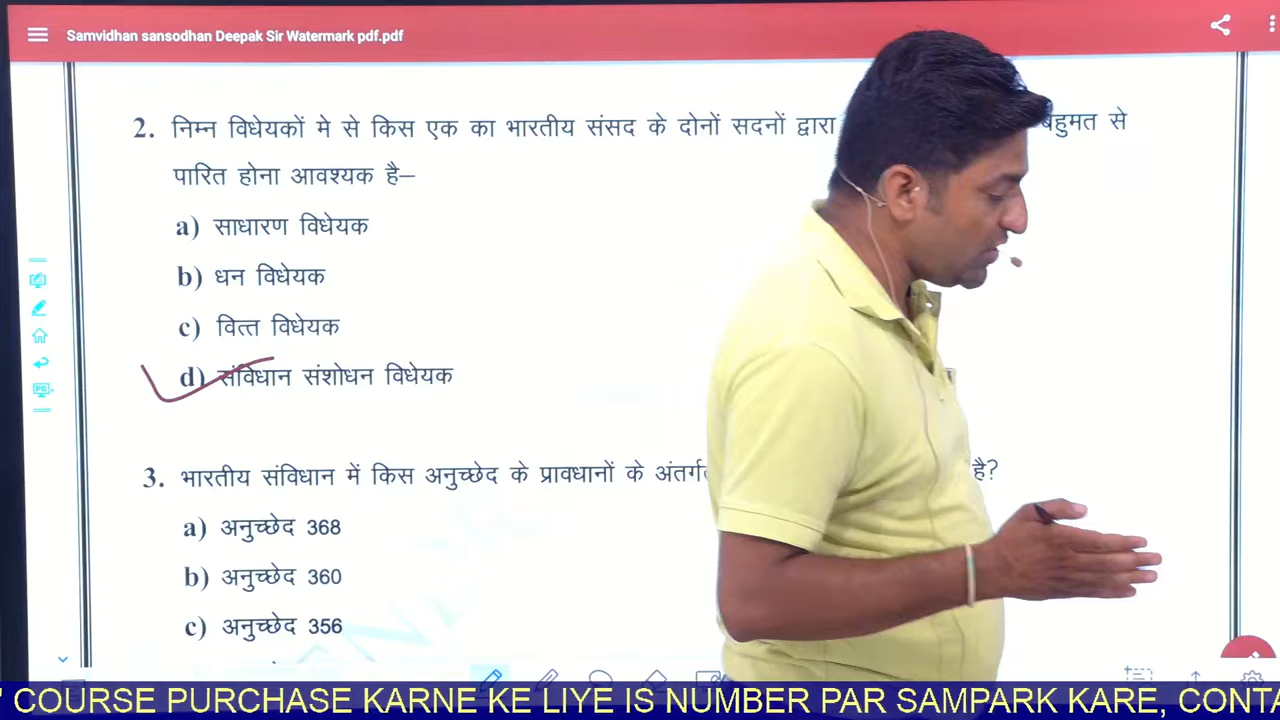 Samvidhan sansodhan Deepak Sir Watermark pdf.pdf
2. निम्न विधेयकों मे से किस एक का भारतीय संसद के दोनों सदनों द्वारा बहुमत से
पारित होना आवश्यक है–
a) साधारण विधेयक
b) धन विधेयक
c) वित्त विधेयक
d) संविधान संशोधन विधेयक
3. भारतीय संविधान में किस अनुच्छेद के प्रावधानों के अंतर्गत है?
a) अनुच्छेद 368
b) अनुच्छेद 360
c) अनुच्छेद 356
COURSE PURCHASE KARNE KE LIYE IS NUMBER PAR SAMPARK KARE,